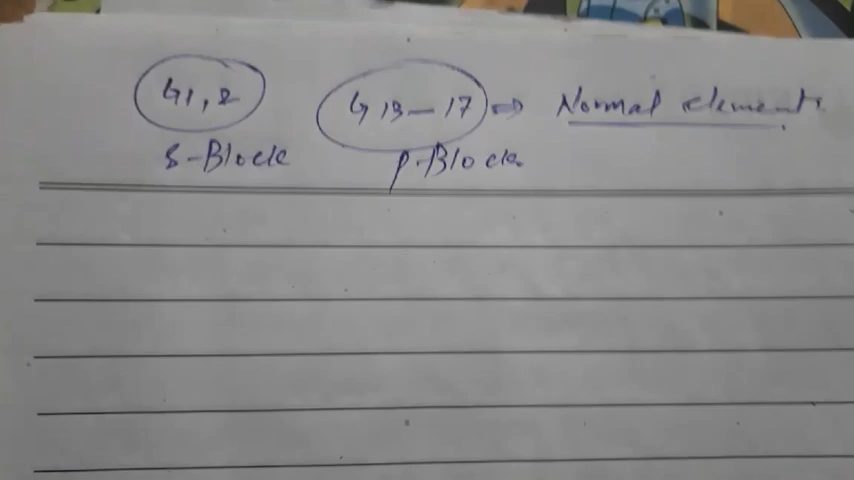 G1, 2 G 13-17 ⇒ Normal elements
s-Block p-Block